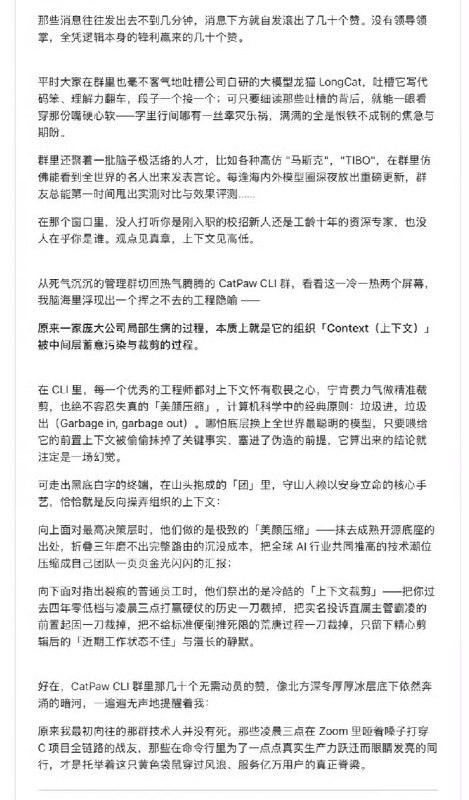 那些消息往往发出去不到几分钟，消息下方就自发滚出了几十个赞。没有领导领
掌，全凭逻辑本身的锋利赢来的几十个赞。
平时大家在群里也毫不客气地吐槽公司自研的大模型龙猫 LongCat，吐槽它写代
码笨、理解力翻车，段子一个接一个；可只要细读那些吐槽的背后，就能一眼看
穿那份嘴硬心软——字里行间哪有一丝幸灾乐祸，满满的全是恨铁不成钢的焦急与
期盼。
群里还聚着一批脑子极活络的人才，比如各种高仿 "马斯克"，"TIBO"，在群里仿
佛能看到全世界的名人出来发表言论。每逢海内外模型圈深夜放出重磅更新，群
友总能第一时间甩出实测对比与效果评测……
在那个窗口里，没人打听你是刚入职的校招新人还是工龄十年的资深专家，也没
人在乎你是谁。观点见真章，上下文见高低。
从死气沉沉的管理群切回热气腾腾的 CatPaw CLI 群，看着这一冷一热两个屏幕，
我脑海里浮现出一个挥之不去的工程隐喻 ——
原来一家庞大公司局部生病的过程，本质上就是它的组织「Context（上下文）」
被中间层蓄意污染与裁剪的过程。
在 CLI 里，每一个优秀的工程师都对上下文怀有敬畏之心，宁肯费力气做精准裁
剪，也绝不容忍失真的「美颜压缩」，计算机科学中的经典原则：垃圾进，垃圾
出（Garbage in, garbage out）。哪怕底层换上全世界最聪明的模型，只要喂给
它的前置上下文被偷偷抹掉了关键事实、塞进了伪造的前提，它算出来的结论就
注定是一场幻觉。
可走出黑底白字的终端，在山头抱成的「团」里，守山人赖以安身立命的核心手
艺，恰恰就是反向操弄组织的上下文：
向上面对最高决策层时，他们做的是极致的「美颜压缩」——抹去成熟开源底座的
出处，折叠三年磨不出完整路由的沉没成本，把全球 AI 行业共同推高的技术潮位
压缩成自己团队一页页金光闪闪的汇报；
向下面对指出裂痕的普通员工时，他们祭出的是冷酷的「上下文裁剪」——把你过
去四年零低档与凌晨三点打赢硬仗的历史一刀裁掉，把实名投诉直属主管霸凌的
前置起因一刀裁掉，把不给标准便倒推死限的荒唐过程一刀裁掉，只留下精心剪
辑后的「近期工作状态不佳」与漫长的静默。
好在，CatPaw CLI 群里那几十个无需动员的赞，像北方深冬厚厚冰层底下依然奔
涌的暗河，一遍遍无声地提醒着我：
原来我最初向往的那群技术人并没有死。那些凌晨三点在 Zoom 里哑着嗓子打穿
C 项目全链路的战友，那些在命令行里为了一点点真实生产力跃迁而眼睛发亮的同
行，才是托举着这只黄色袋鼠穿过风浪、服务亿万用户的真正脊梁。